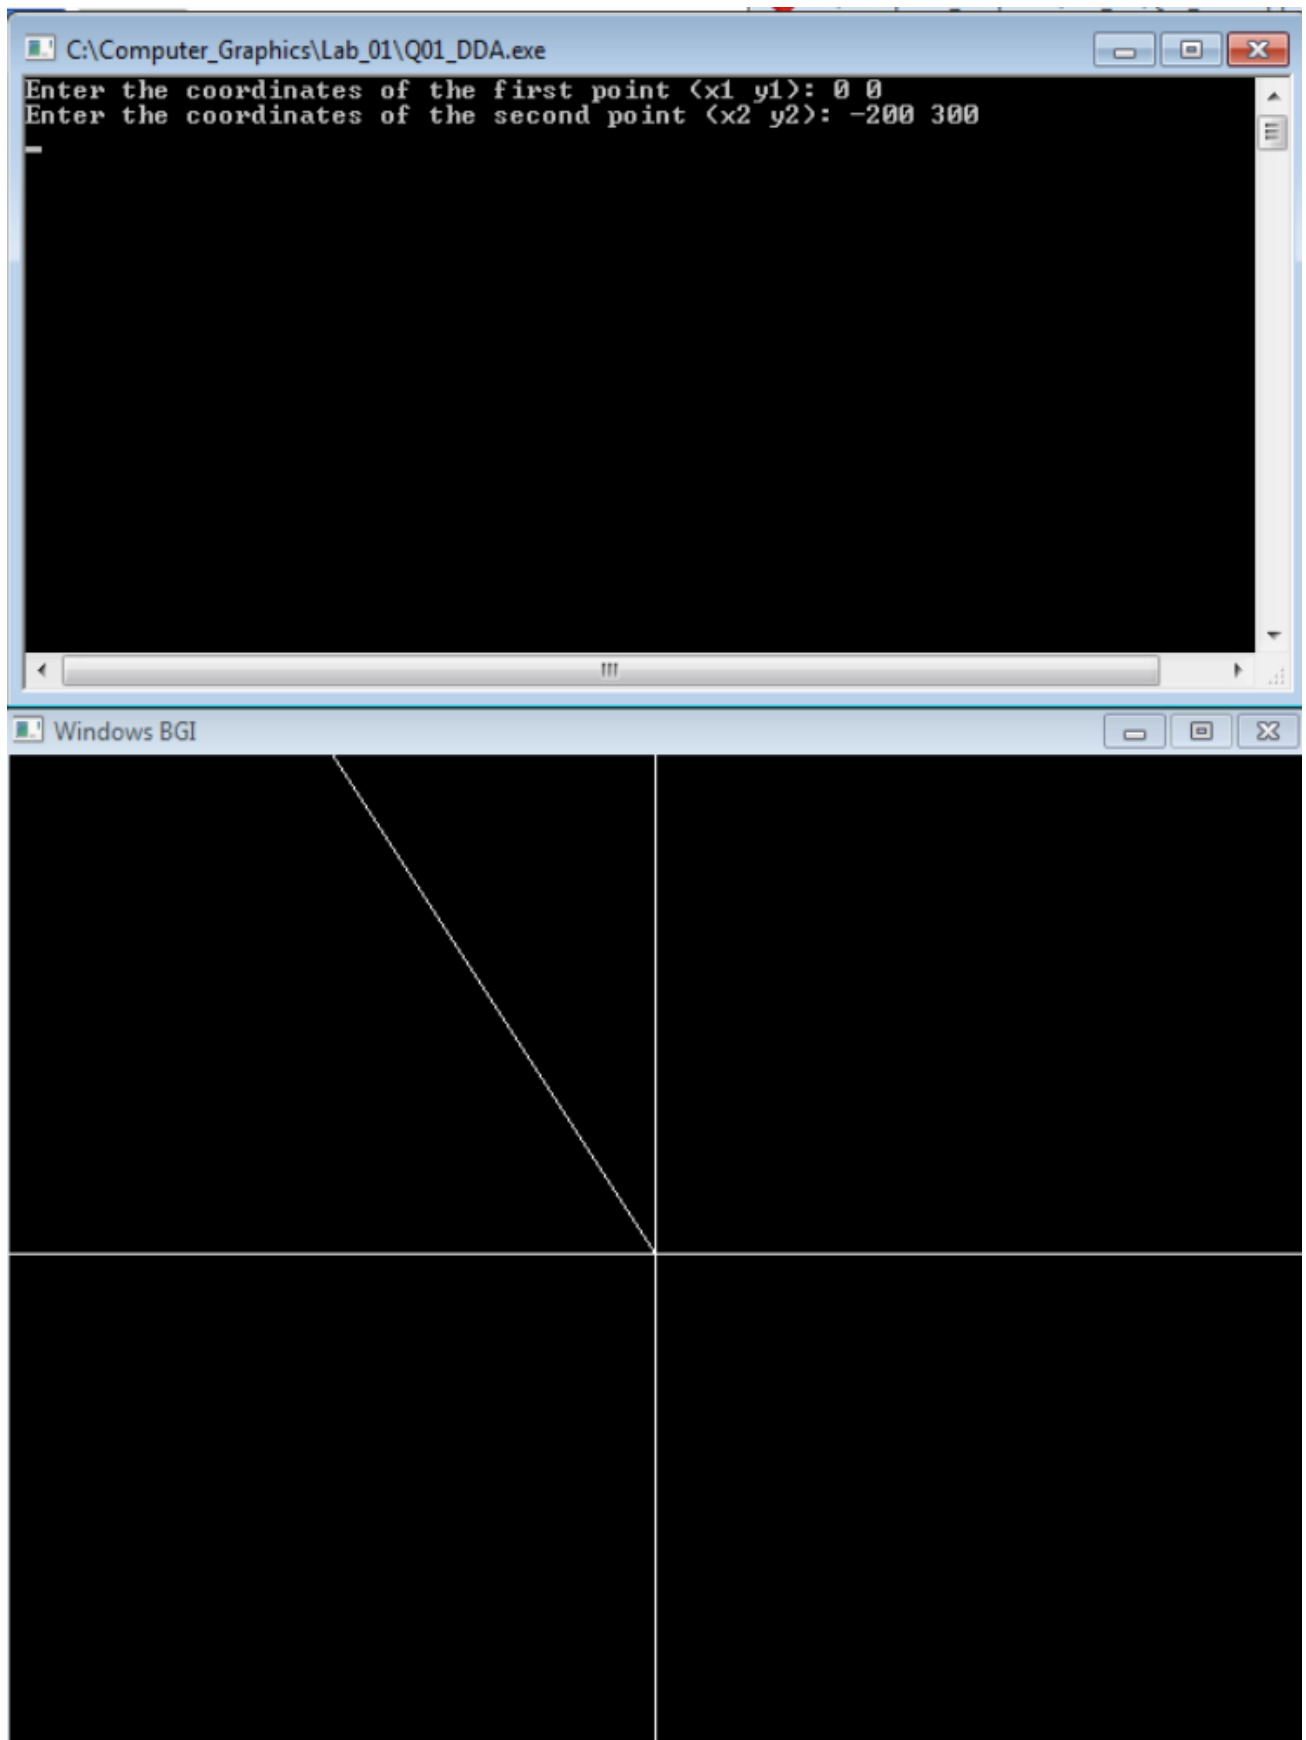 C:\Computer_Graphics\Lab_01\Q01_DDA.exe
Enter the coordinates of the first point (x1 y1): 0 0
Enter the coordinates of the second point (x2 y2): -200 300
Windows BGI